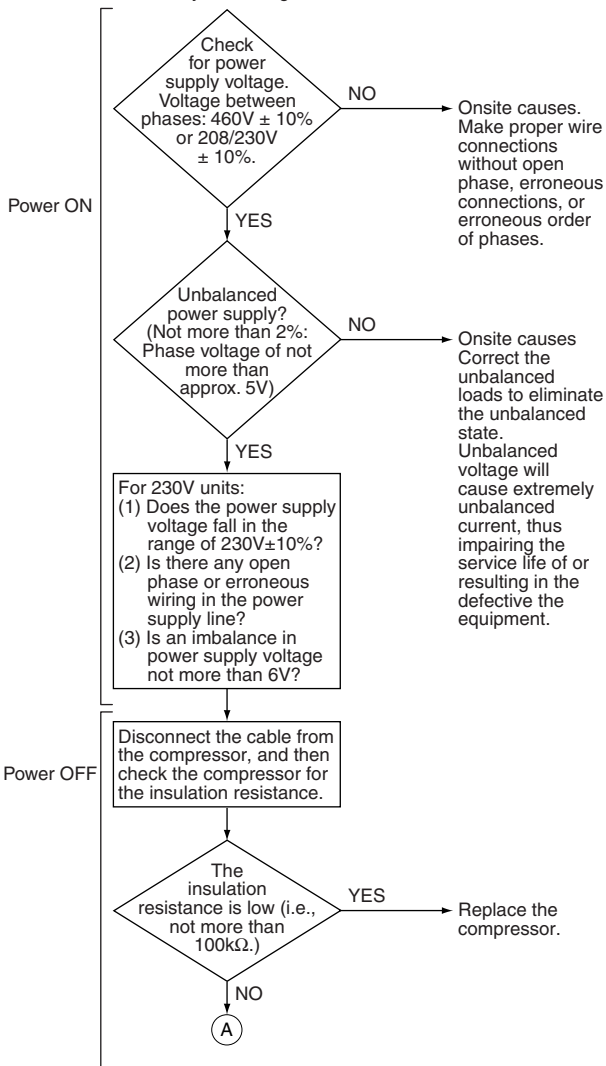 Check
for power
supply voltage.
Voltage between
phases: 460V ± 10%
or 208/230V
± 10%.
NO
Onsite causes.
Make proper wire
connections
without open
phase, erroneous
connections, or
erroneous order
of phases.
Power ON
YES
Unbalanced
power supply?
(Not more than 2%:
Phase voltage of not
more than
approx. 5V)
NO
Onsite causes
Correct the
unbalanced
loads to eliminate
the unbalanced
state.
Unbalanced
voltage will
cause extremely
unbalanced
current, thus
impairing the
service life of or
resulting in the
defective the
equipment.
YES
For 230V units:
(1) Does the power supply
voltage fall in the
range of 230V±10%?
(2) Is there any open
phase or erroneous
wiring in the power
supply line?
(3) Is an imbalance in
power supply voltage
not more than 6V?
Power OFF
Disconnect the cable from
the compressor, and then
check the compressor for
the insulation resistance.
The
insulation
resistance is low (i.e.,
not more than
100kΩ.)
YES
Replace the
compressor.
NO
A